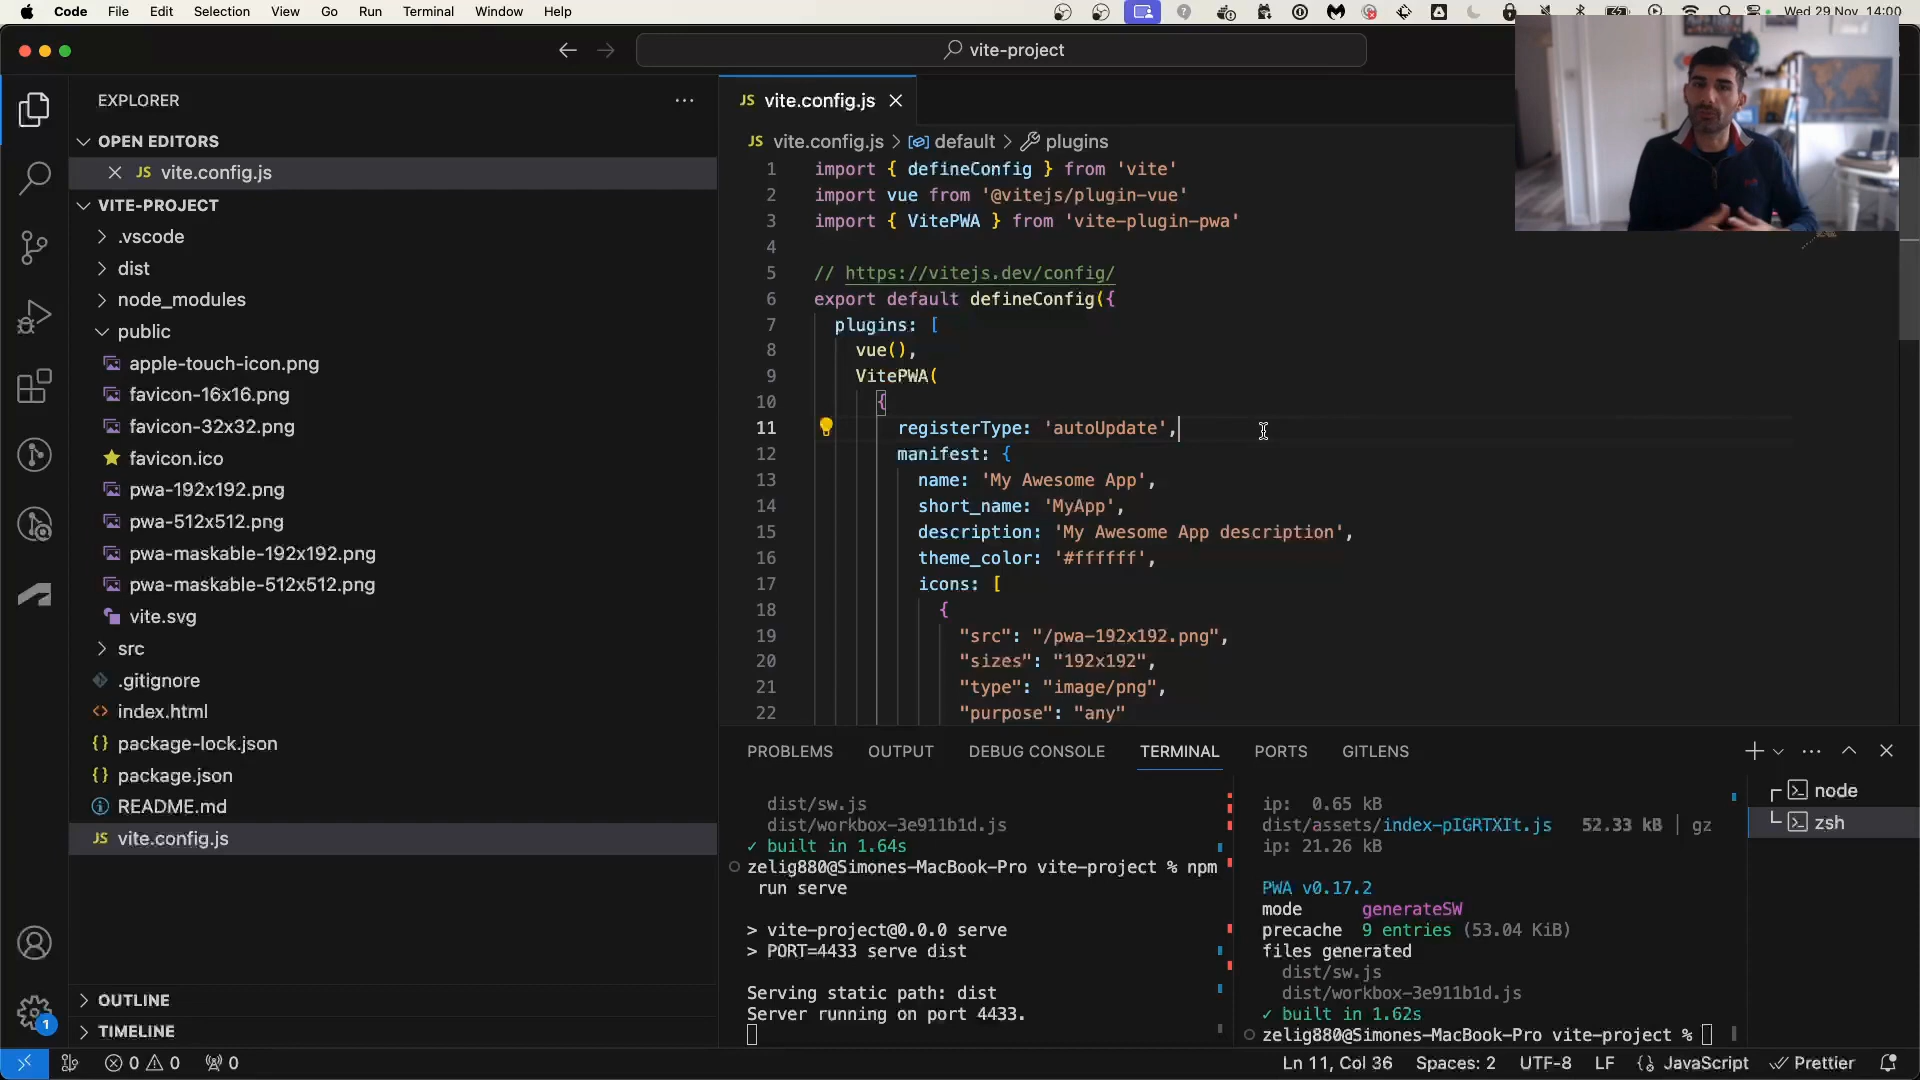 Code File Edit Selection View Go Run Terminal Window Help
Wed 29 Nov 14:00
vite-project
EXPLORER
OPEN EDITORS
JS vite.config.js
VITE-PROJECT
.vscode
dist
node_modules
public
apple-touch-icon.png
favicon-16x16.png
favicon-32x32.png
favicon.ico
pwa-192x192.png
pwa-512x512.png
pwa-maskable-192x192.png
pwa-maskable-512x512.png
vite.svg
src
.gitignore
<> index.html
{} package-lock.json
{} package.json
README.md
JS vite.config.js
OUTLINE
TIMELINE
JS vite.config.js
JS vite.config.js > default > plugins
1 import { defineConfig } from 'vite'
2 import vue from '@vitejs/plugin-vue'
3 import { VitePWA } from 'vite-plugin-pwa'
4
5 // https://vitejs.dev/config/
6 export default defineConfig({
7 plugins: [
8 vue(),
9 VitePWA(
10 {
11 registerType: 'autoUpdate',
12 manifest: {
13 name: 'My Awesome App',
14 short_name: 'MyApp',
15 description: 'My Awesome App description',
16 theme_color: '#ffffff',
17 icons: [
18 {
19 "src": "/pwa-192x192.png",
20 "sizes": "192x192",
21 "type": "image/png",
22 "purpose": "any"
PROBLEMS OUTPUT DEBUG CONSOLE TERMINAL PORTS GITLENS
dist/sw.js
dist/workbox-3e911b1d.js
✓ built in 1.64s
zelig880@Simones-MacBook-Pro vite-project % npm
run serve
> vite-project@0.0.0 serve
> PORT=4433 serve dist
Serving static path: dist
Server running on port 4433.
ip: 0.65 kB
dist/assets/index-pIGRTXIt.js 52.33 kB | gz
ip: 21.26 kB
PWA v0.17.2
mode generateSW
precache 9 entries (53.04 KiB)
files generated
dist/sw.js
dist/workbox-3e911b1d.js
✓ built in 1.62s
zelig880@Simones-MacBook-Pro vite-project %
node
zsh
1
0 0 0
Ln 11, Col 36 Spaces: 2 UTF-8 LF {} JavaScript Prettier